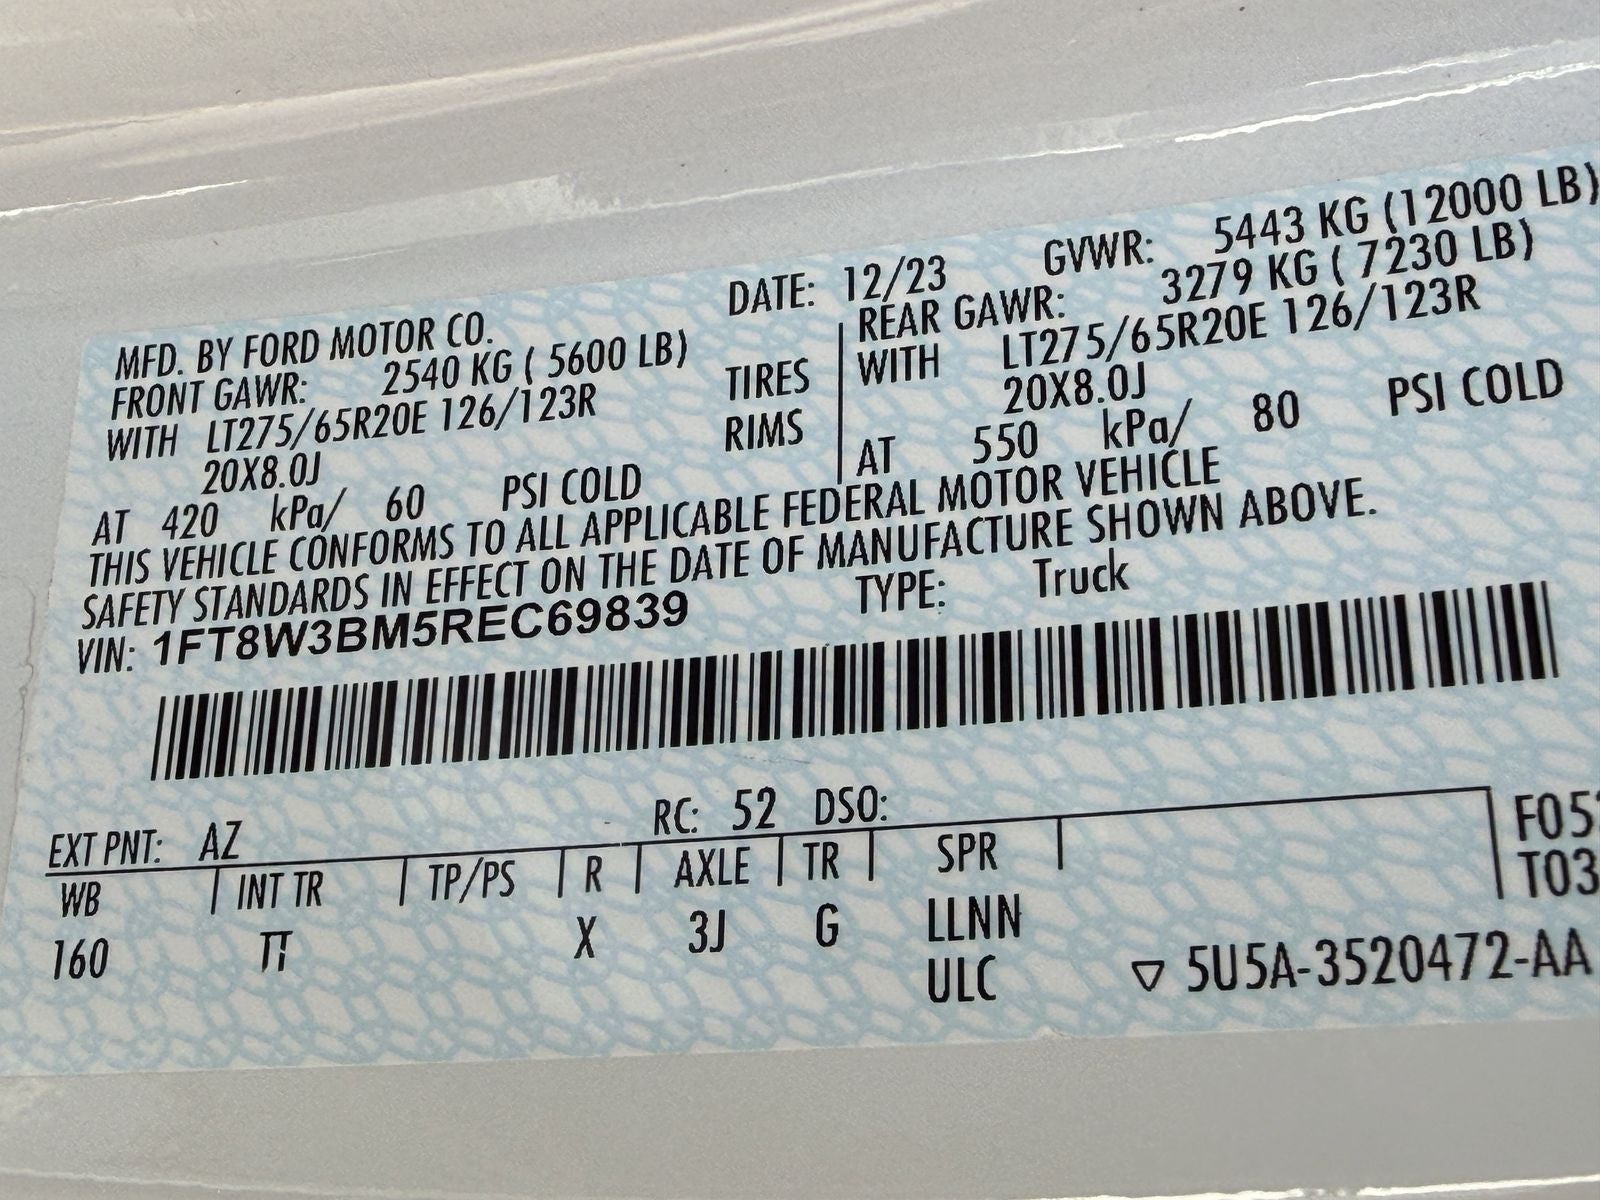 DATE: 12/23 GVWR: 5443 KG (12000 LB)
MFD. BY FORD MOTOR CO.
FRONT GAWR: 2540 KG ( 5600 LB)
WITH LT275/65R20E 126/123R
20X8.0J
AT 420 kPa/ 60 PSI COLD
TIRES
RIMS
REAR GAWR: 3279 KG ( 7230 LB)
WITH LT275/65R20E 126/123R
20X8.0J
AT 550 kPa/ 80 PSI COLD
THIS VEHICLE CONFORMS TO ALL APPLICABLE FEDERAL MOTOR VEHICLE
SAFETY STANDARDS IN EFFECT ON THE DATE OF MANUFACTURE SHOWN ABOVE.
VIN: 1FT8W3BM5REC69839 TYPE: Truck
EXT PNT: AZ RC: 52 DSO:
WB INT TR TP/PS R AXLE TR SPR
160 TT X 3J G LLNN
ULC
F05
T03
5U5A-3520472-AA